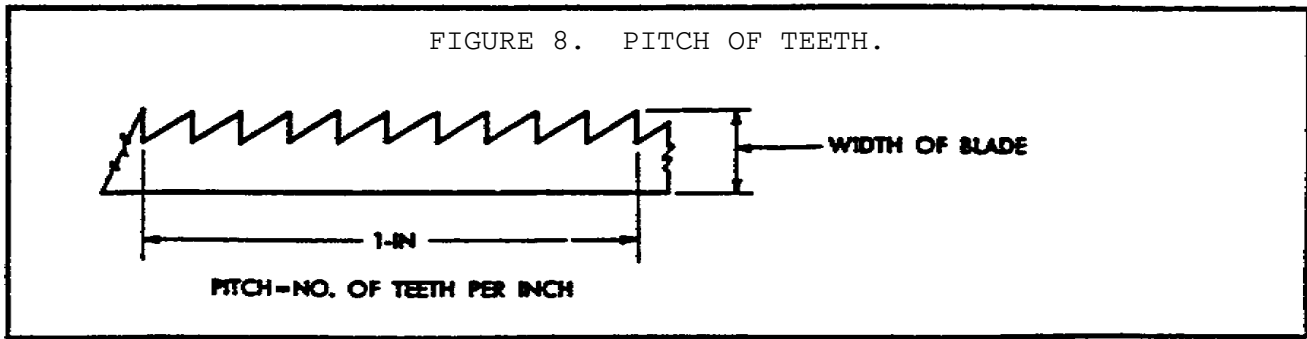 FIGURE 8. PITCH OF TEETH.
WIDTH OF BLADE
1-IN
PITCH=NO. OF TEETH PER INCH